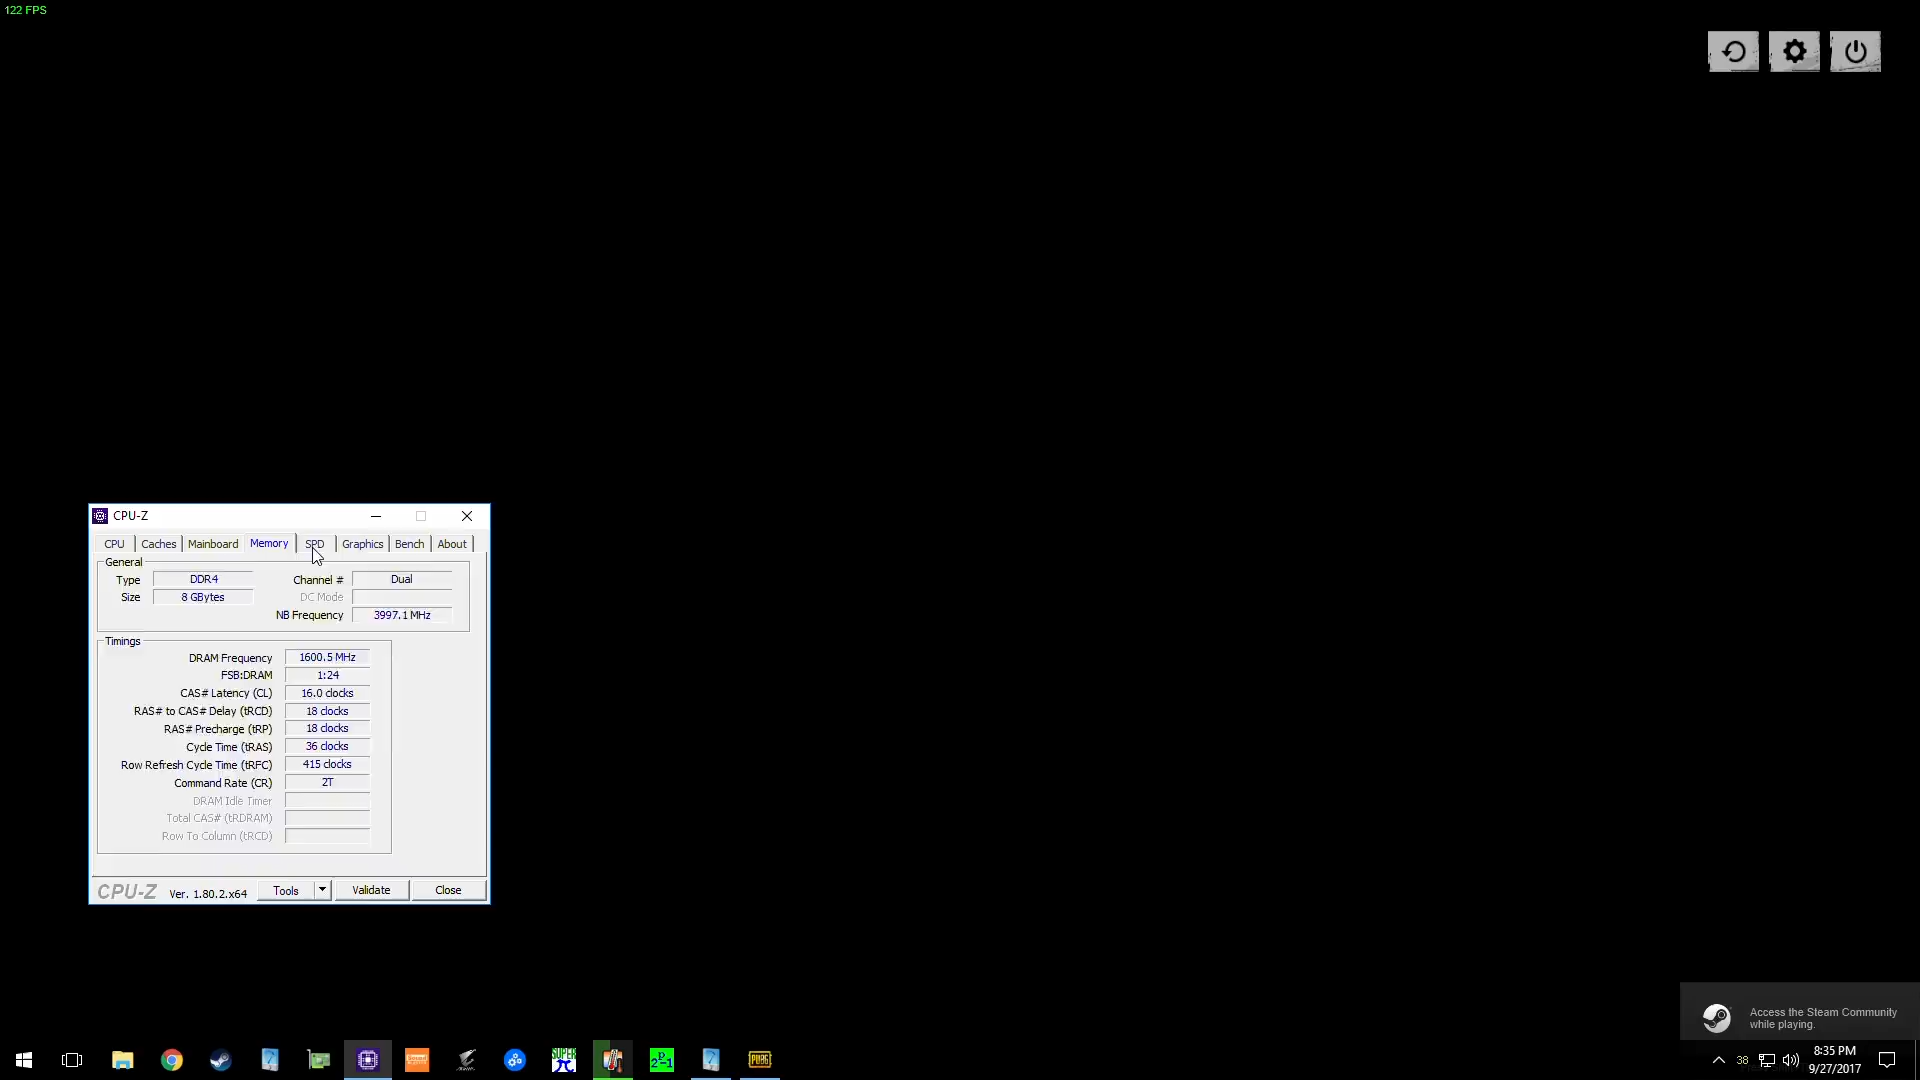 122 FPS
CPU-Z
CPU Caches Mainboard Memory SPD Graphics Bench About
General
Type DDR4 Channel # Dual
Size 8 GBytes DC Mode
NB Frequency 3997.1 MHz
Timings
DRAM Frequency 1600.5 MHz
FSB:DRAM 1:24
CAS# Latency (CL) 16.0 clocks
RAS# to CAS# Delay (tRCD) 18 clocks
RAS# Precharge (tRP) 18 clocks
Cycle Time (tRAS) 36 clocks
Row Refresh Cycle Time (tRFC) 415 clocks
Command Rate (CR) 2T
DRAM Idle Timer
Total CAS# (tRDRAM)
Row To Column (tRCD)
CPU-Z Ver. 1.80.2.x64 Tools Validate Close
Access the Steam Community
while playing.
SUPER
π
P
2-1
PUBG
38
8:35 PM
9/27/2017